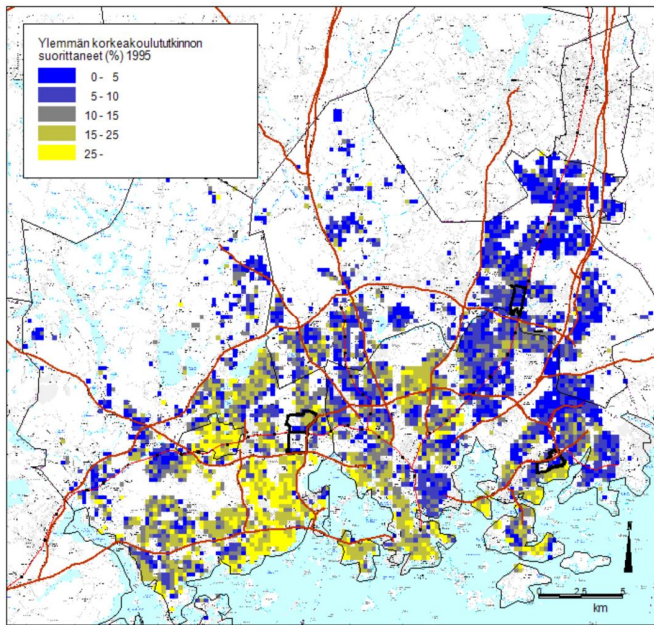 Ylemmän korkeakoulututkinnon
suorittaneet (%) 1995
0 - 5
5 - 10
10 - 15
15 - 25
25 -
0 2.5 5
km